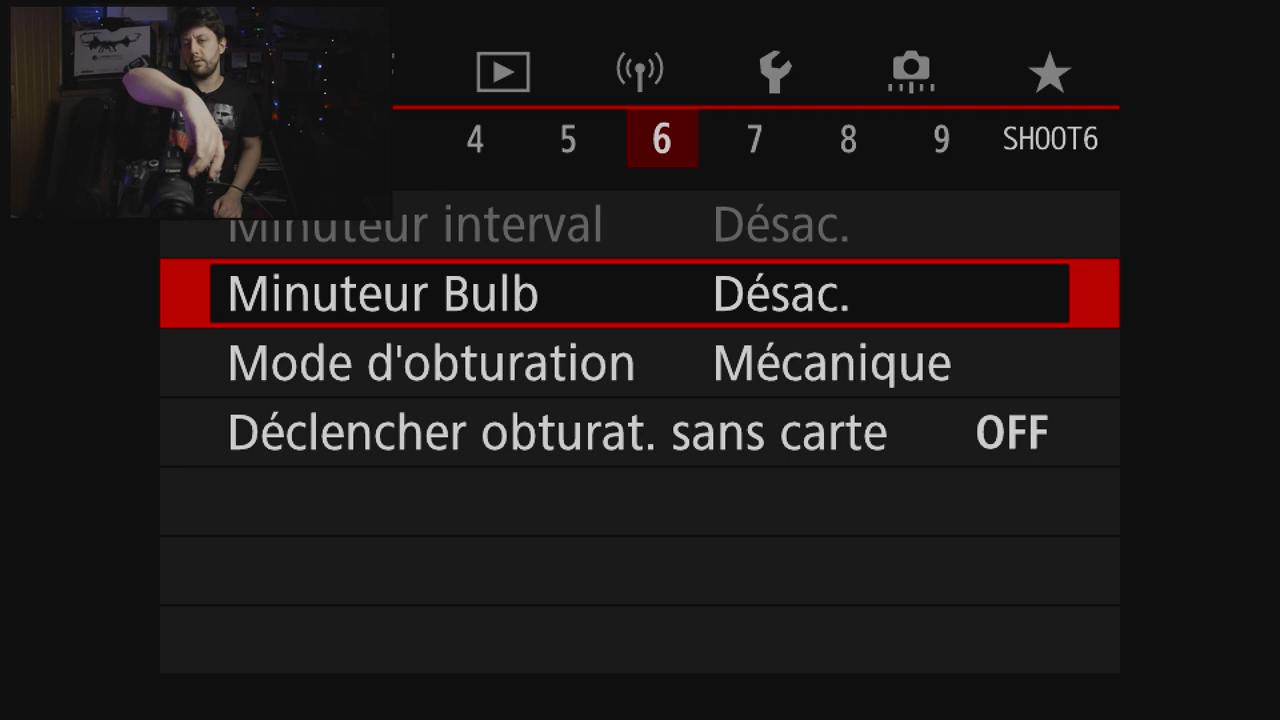 4 5 6 7 8 9 SHOOT6
Minuteur interval Désac.
Minuteur Bulb Désac.
Mode d'obturation Mécanique
Déclencher obturat. sans carte OFF